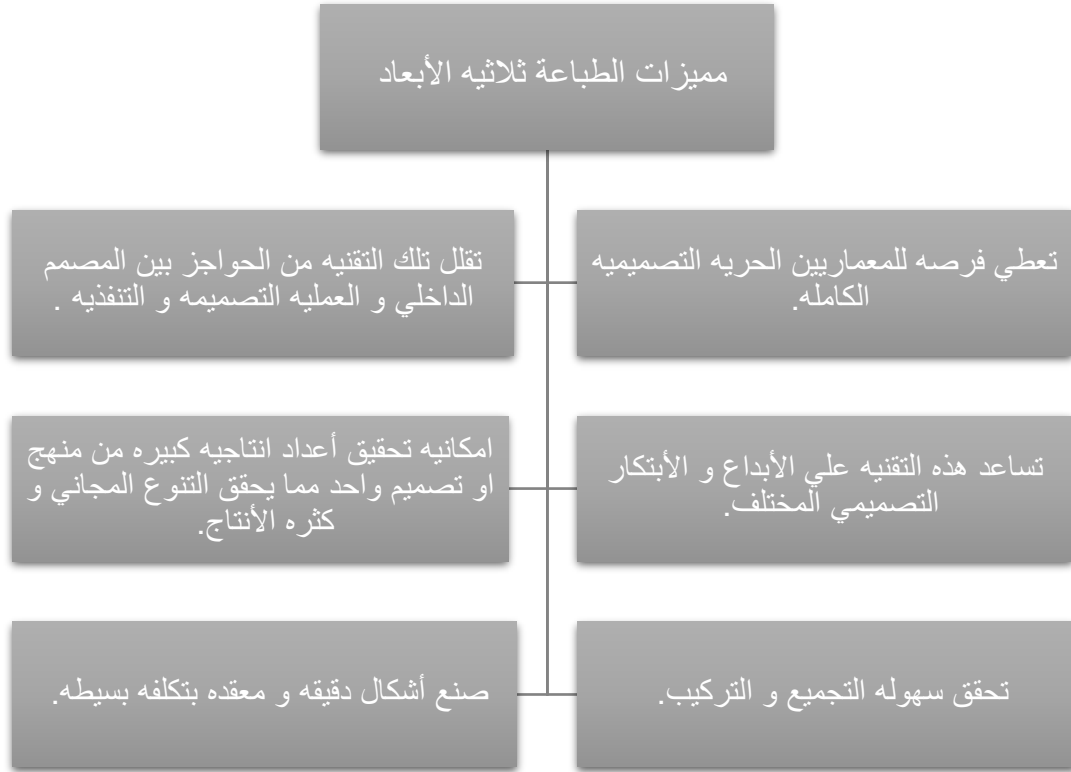 مميزات الطباعة ثلاثيه الأبعاد
تعطي فرصه للمعماريين الحريه التصميميه
الكامله.
تقلل تلك التقنيه من الحواجز بين المصمم
الداخلي و العمليه التصميمه و التنفذيه .
تساعد هذه التقنيه علي الأبداع و الأبتكار
التصميمي المختلف.
امكانيه تحقيق أعداد انتاجيه كبيره من منهج
او تصميم واحد مما يحقق التنوع المجاني و
كثره الأنتاج.
تحقق سهوله التجميع و التركيب.
صنع أشكال دقيقه و معقده بتكلفه بسيطه.